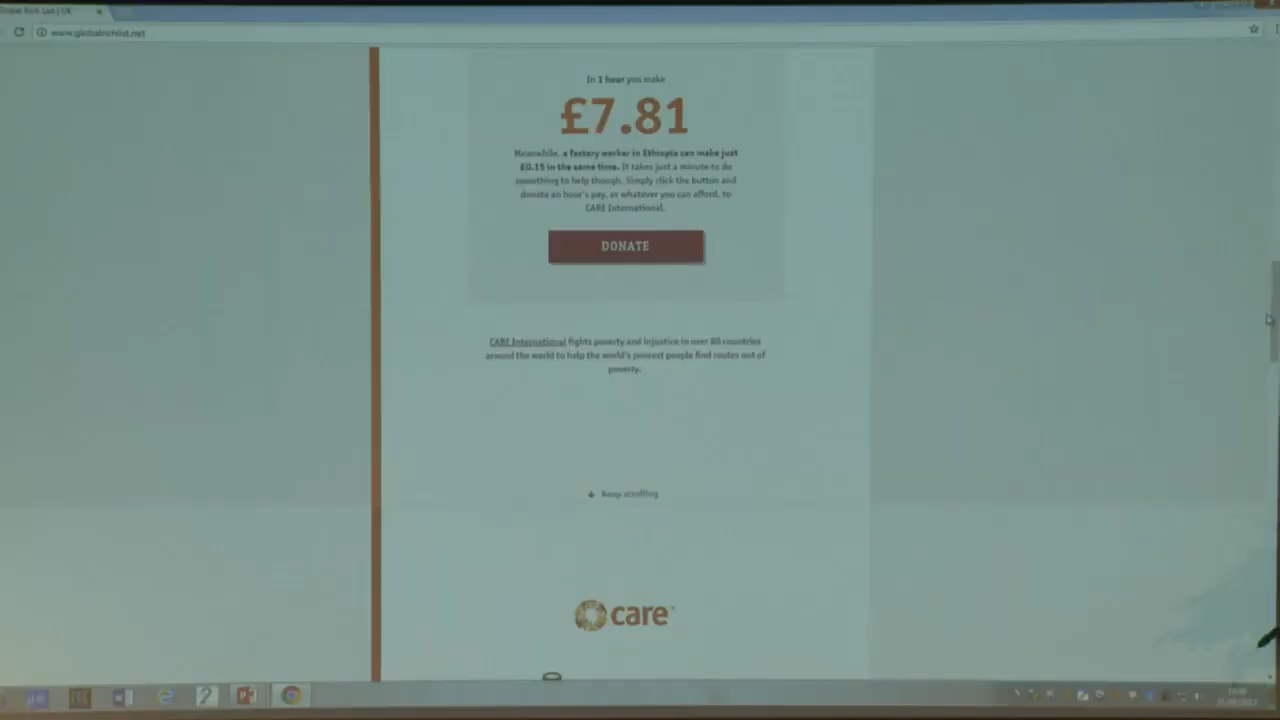 Global Rich List | UK
www.globalrichlist.net
In 1 hour you make
£7.81
Meanwhile, a factory worker in Ethiopia can make just
£0.15 in the same time. It takes just a minute to do
something to help though. Simply click the button and
donate an hour's pay, or whatever you can afford, to
CARE International.
DONATE
CARE International fights poverty and injustice in over 80 countries
around the world to help the world's poorest people find routes out of
poverty.
Keep scrolling
care